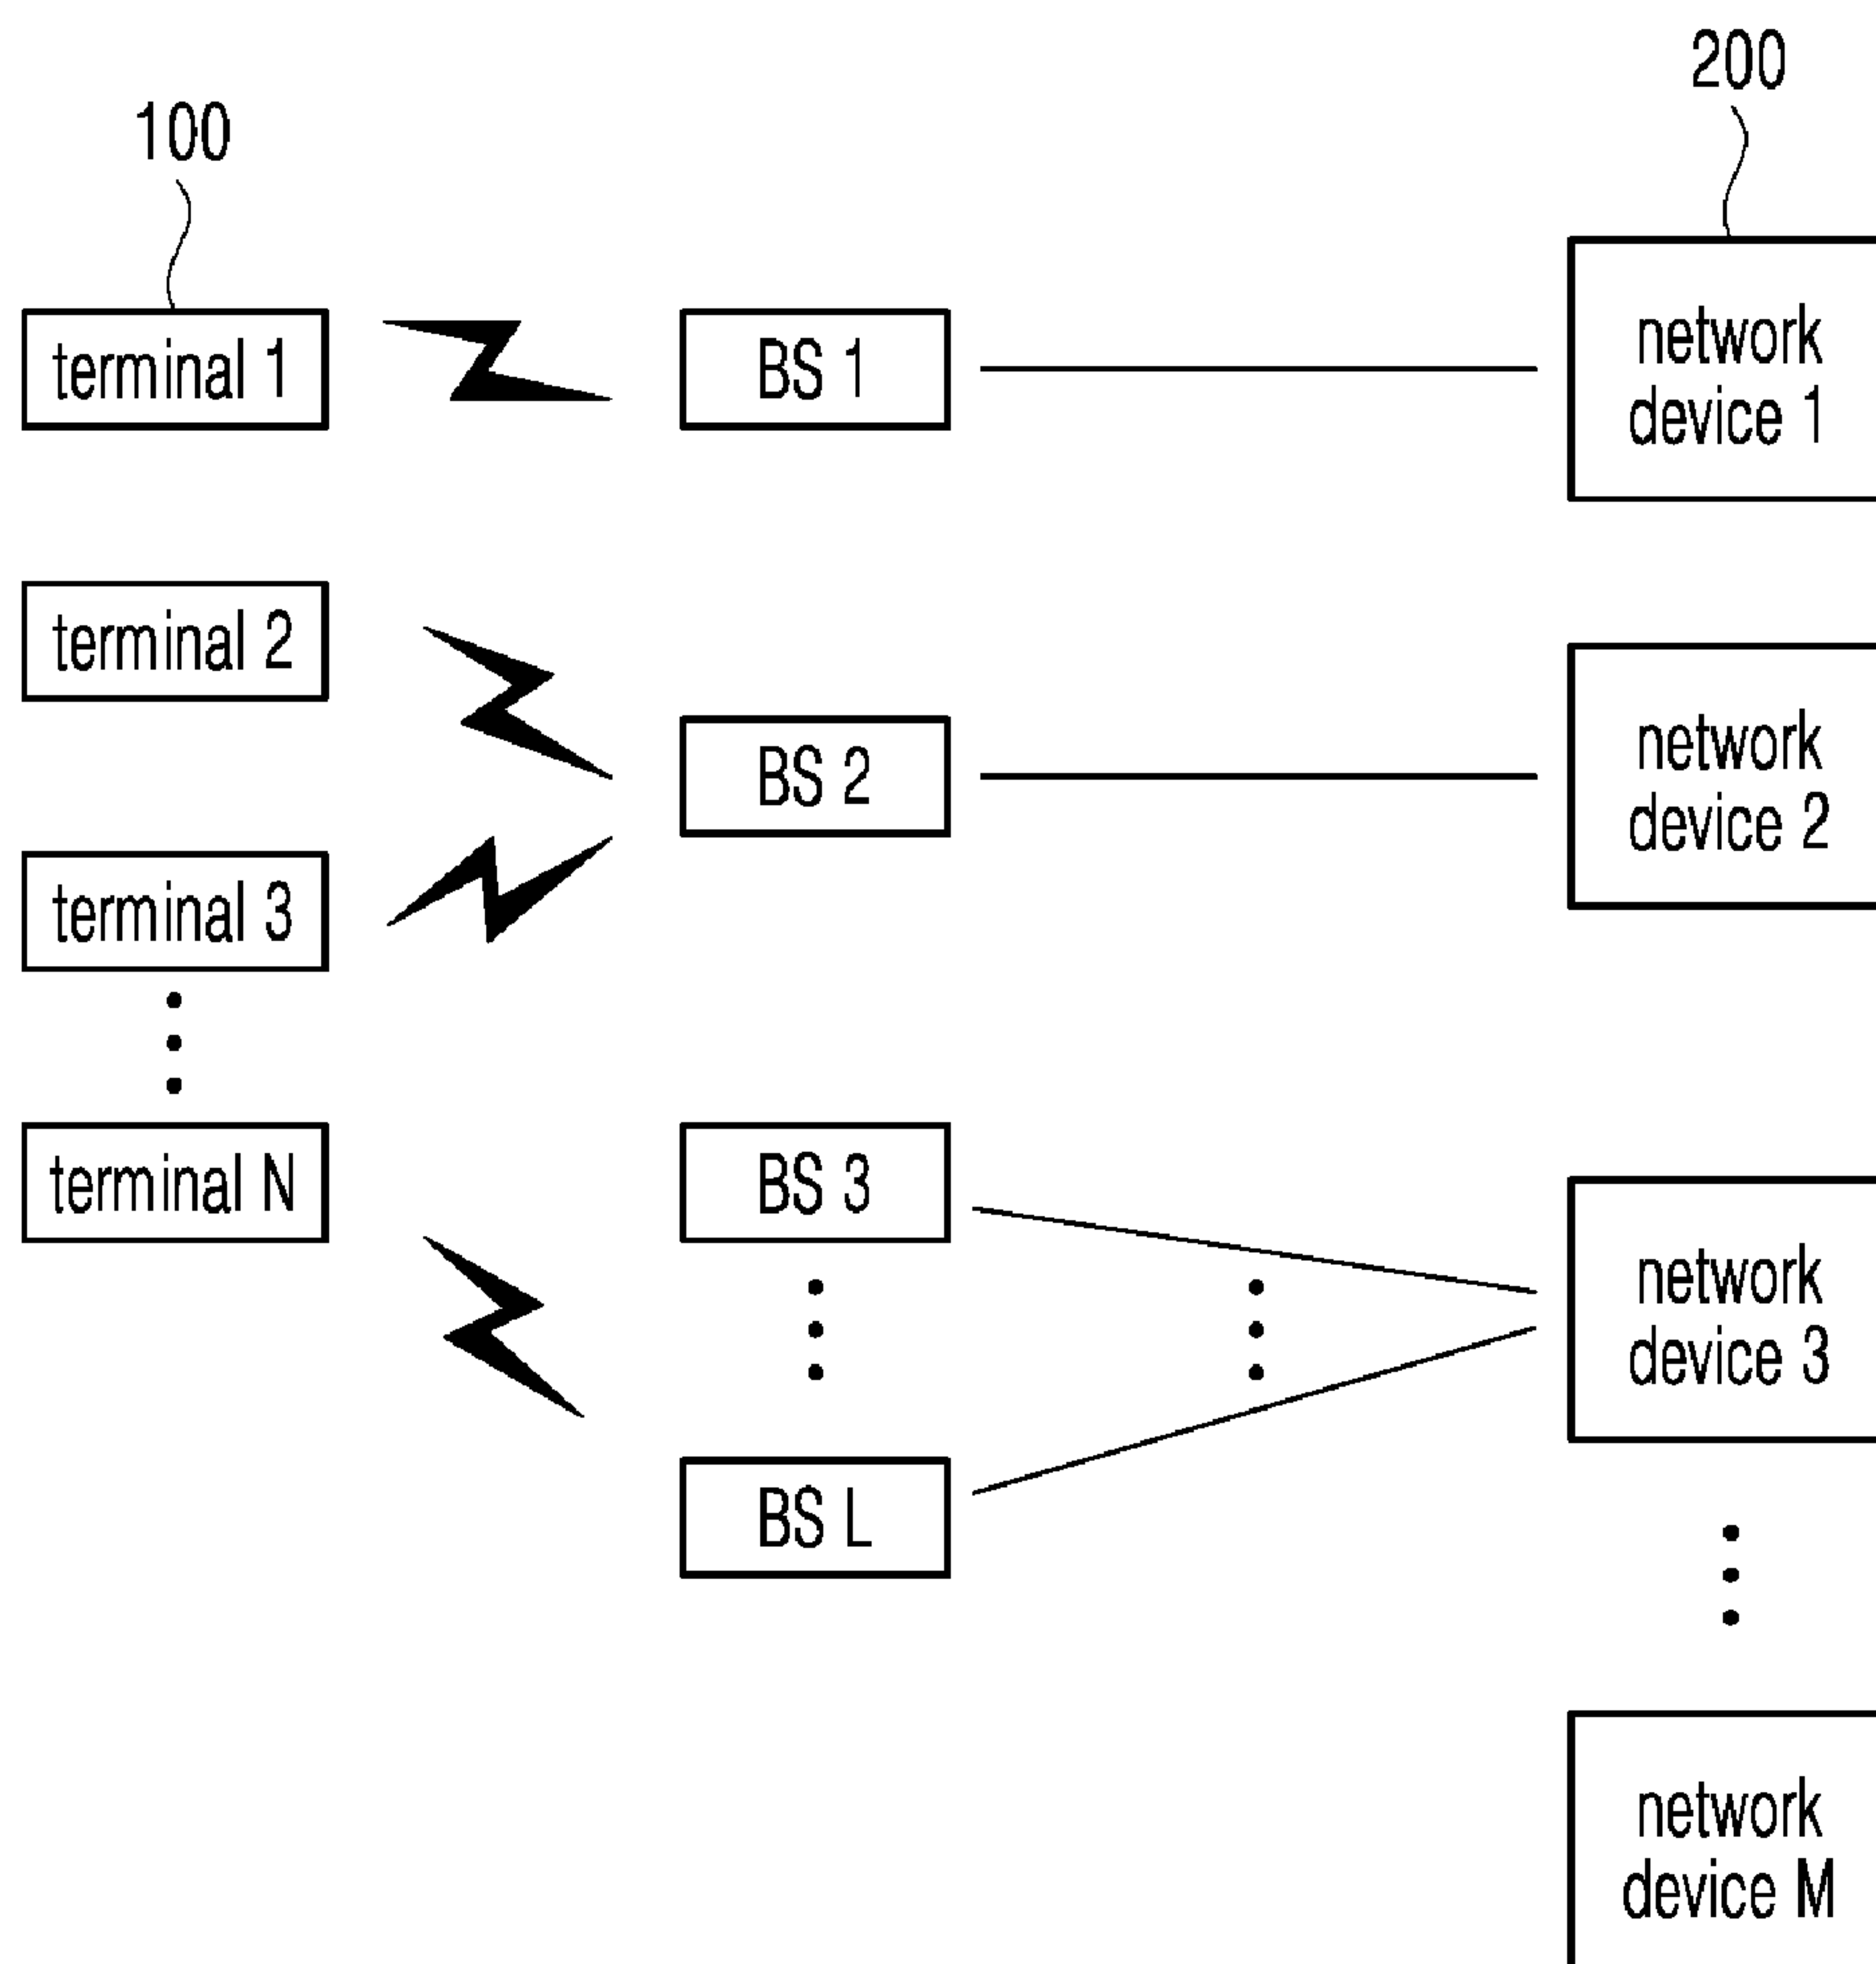 100
200
terminal 1
BS 1
network
device 1
terminal 2
BS 2
network
device 2
terminal 3
terminal N
BS 3
network
device 3
BS L
network
device M